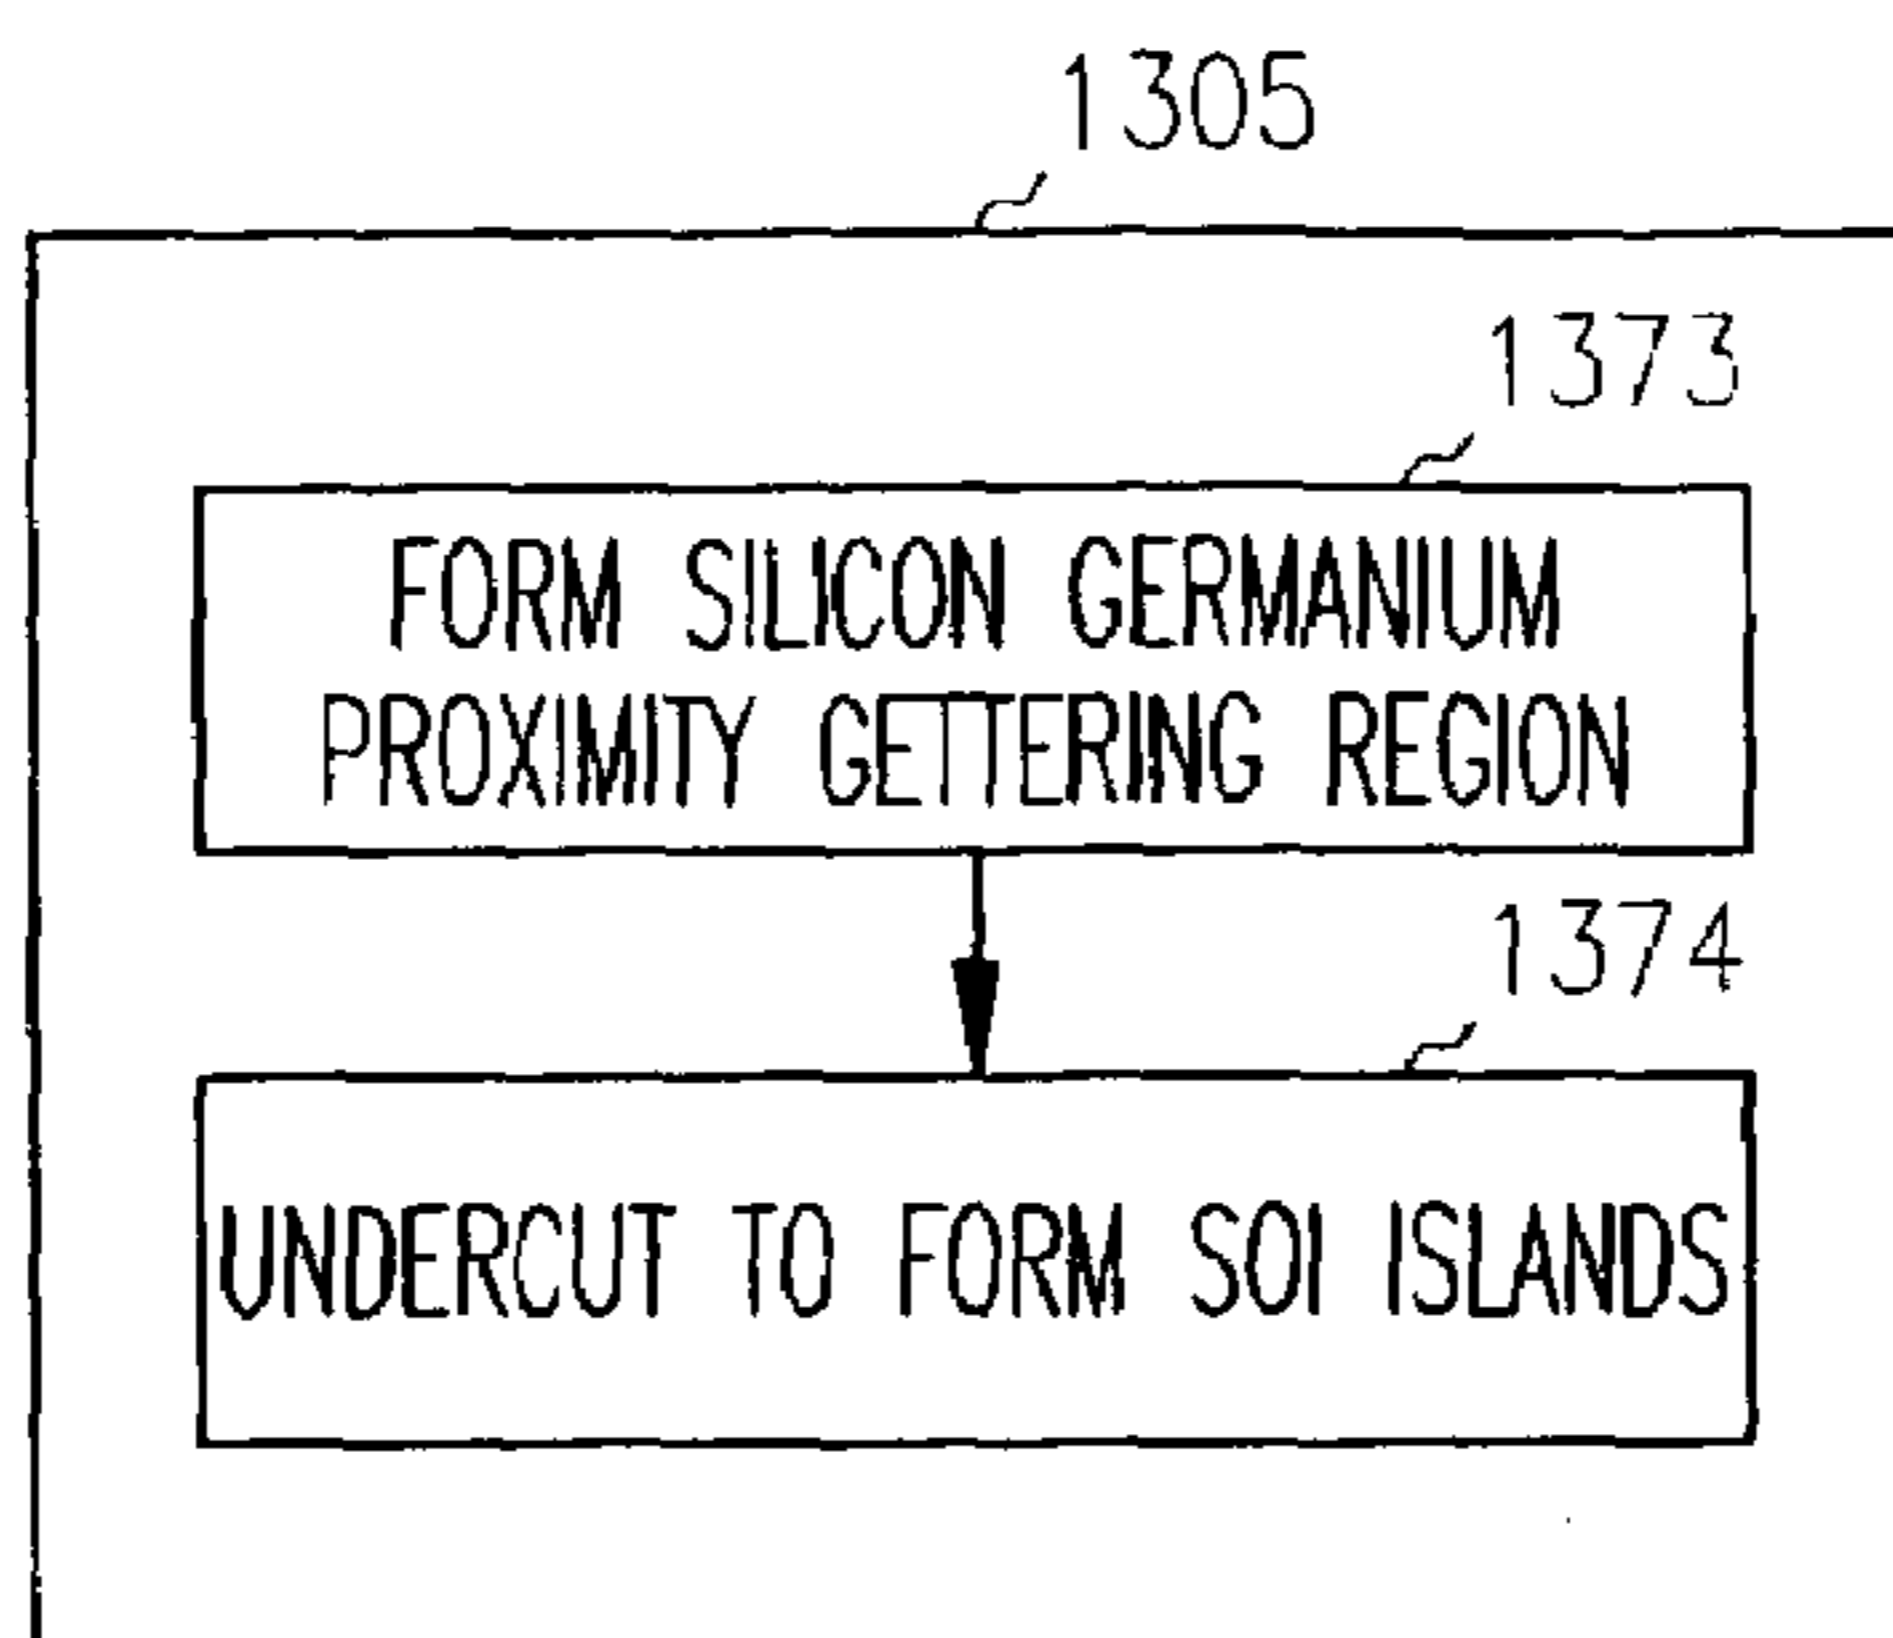 1305
1373
FORM SILICON GERMANIUM
PROXIMITY GETTERING REGION
1374
UNDERCUT TO FORM SOI ISLANDS